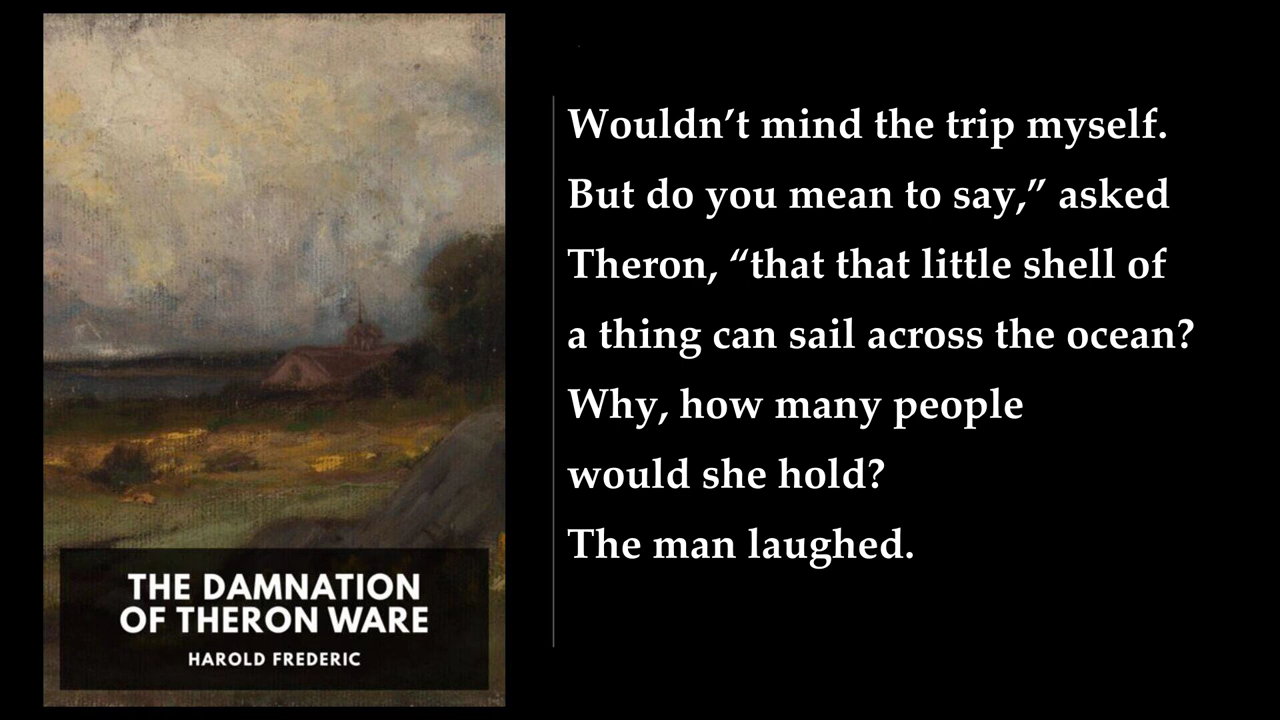 Wouldn’t mind the trip myself.
But do you mean to say,” asked
Theron, “that that little shell of
a thing can sail across the ocean?
Why, how many people
would she hold?
The man laughed.
THE DAMNATION
OF THERON WARE
HAROLD FREDERIC